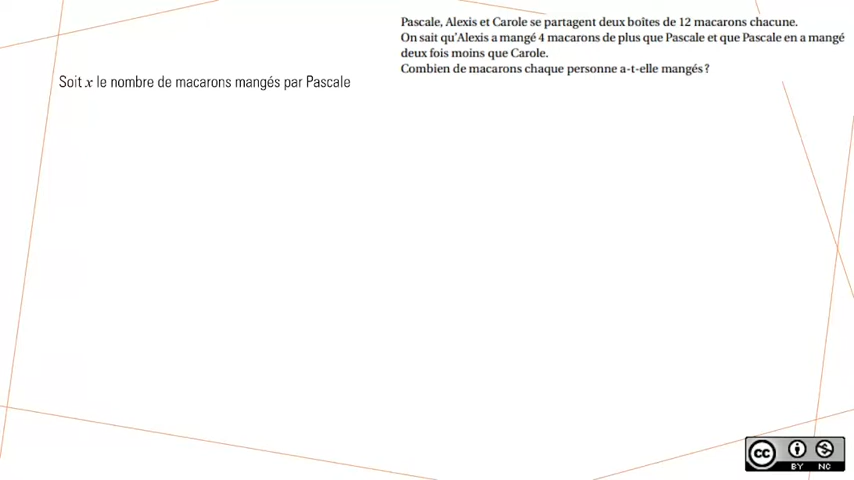 Pascale, Alexis et Carole se partagent deux boîtes de 12 macarons chacune.
On sait qu'Alexis a mangé 4 macarons de plus que Pascale et que Pascale en a mangé
deux fois moins que Carole.
Combien de macarons chaque personne a-t-elle mangés ?
Soit x le nombre de macarons mangés par Pascale
cc
BY NC